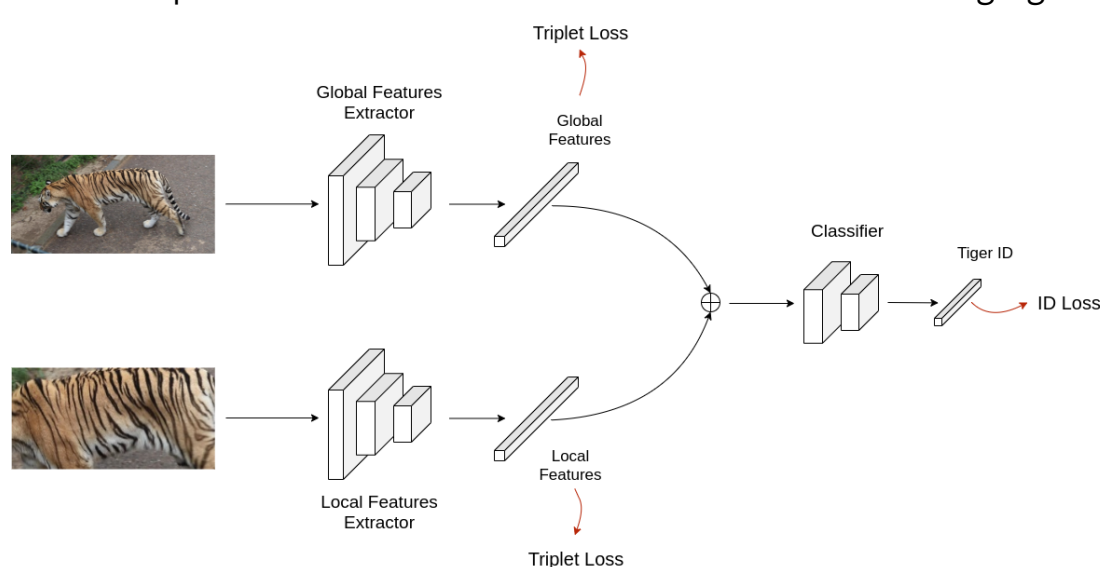 Triplet Loss
Global Features
Extractor
Global
Features
Classifier
Tiger ID
ID Loss
Local
Features
Local Features
Extractor
Triplet Loss